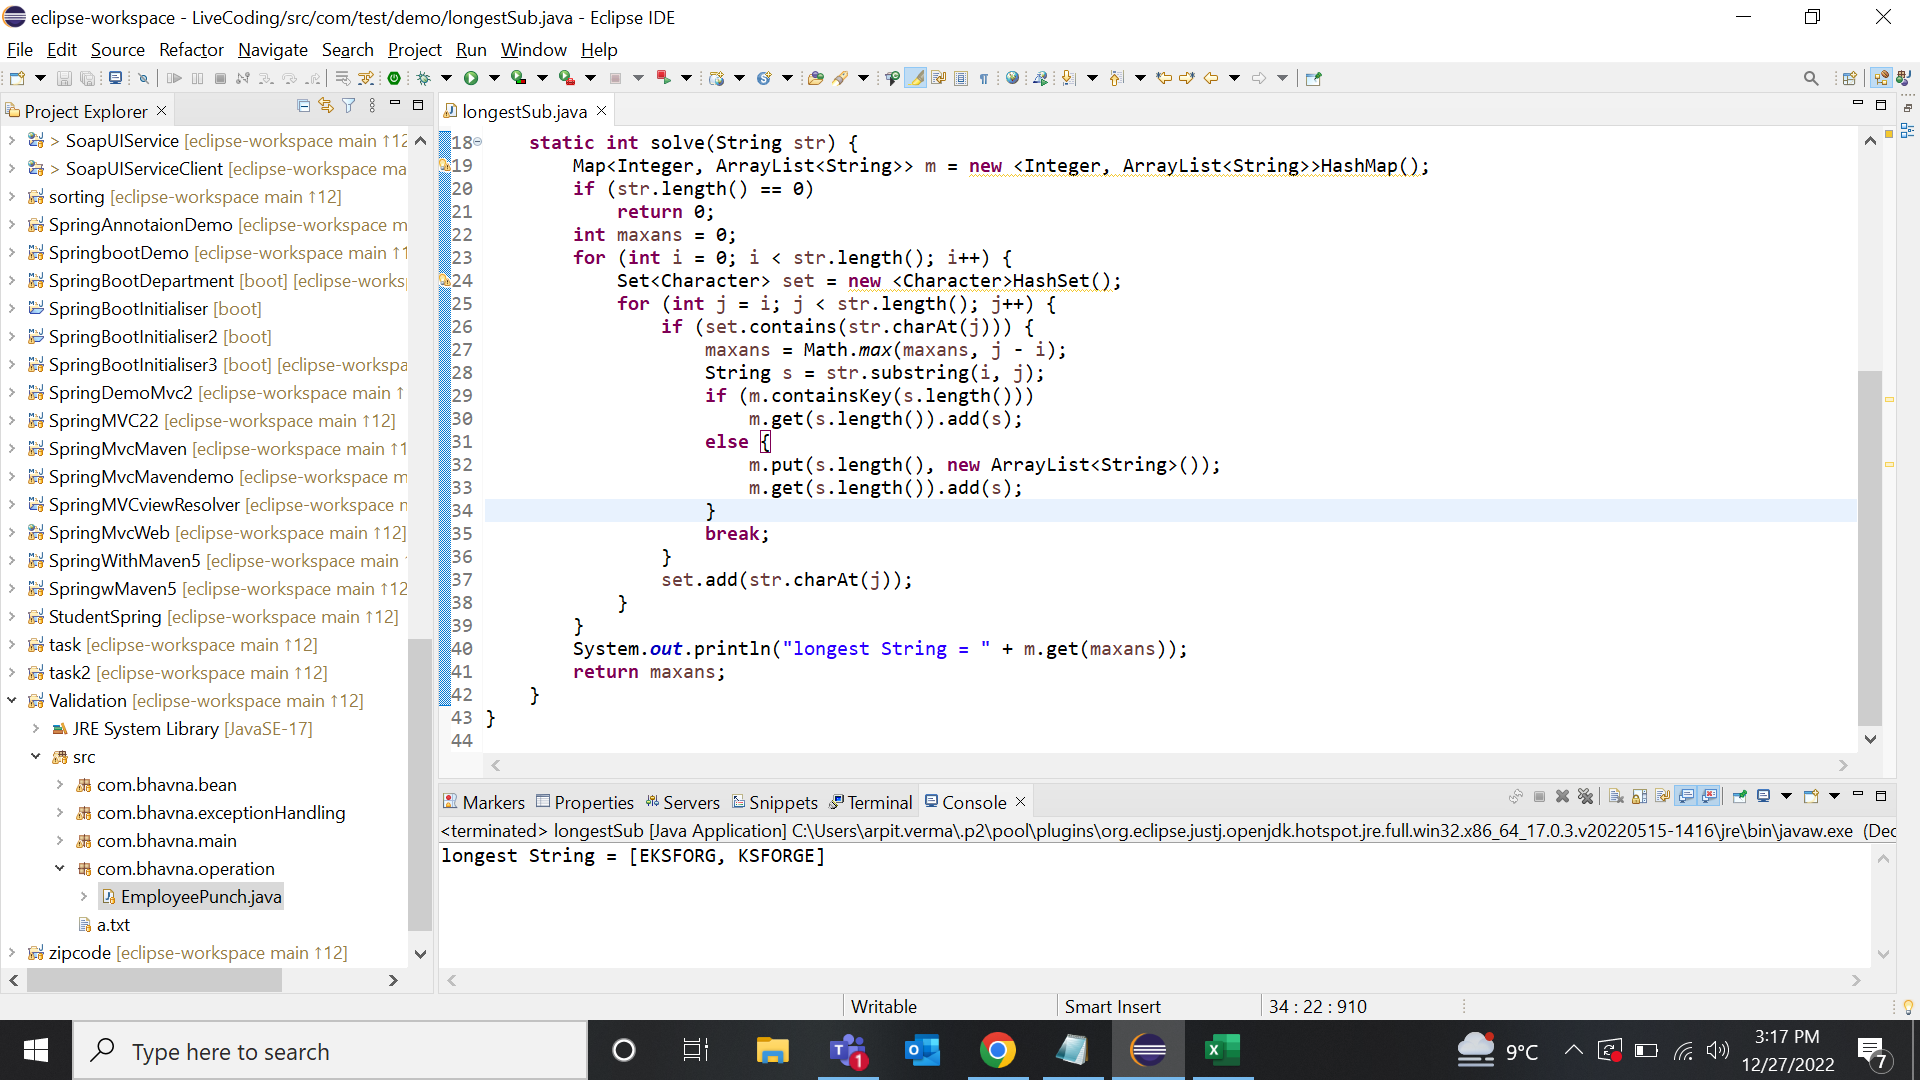 eclipse-workspace - LiveCoding/src/com/test/demo/longestSub.java - Eclipse IDE
File Edit Source Refactor Navigate Search Project Run Window Help
Project Explorer
> SoapUIService [eclipse-workspace main ↑12
> SoapUIServiceClient [eclipse-workspace ma
sorting [eclipse-workspace main ↑12]
SpringAnnotaionDemo [eclipse-workspace m
SpringbootDemo [eclipse-workspace main ↑1
SpringBootDepartment [boot] [eclipse-works
SpringBootInitialiser [boot]
SpringBootInitialiser2 [boot]
SpringBootInitialiser3 [boot] [eclipse-workspa
SpringDemoMvc2 [eclipse-workspace main ↑
SpringMVC22 [eclipse-workspace main ↑12]
SpringMvcMaven [eclipse-workspace main ↑1
SpringMvcMavendemo [eclipse-workspace m
SpringMVCviewResolver [eclipse-workspace n
SpringMvcWeb [eclipse-workspace main ↑12]
SpringWithMaven5 [eclipse-workspace main
SpringwMaven5 [eclipse-workspace main ↑12
StudentSpring [eclipse-workspace main ↑12]
task [eclipse-workspace main ↑12]
task2 [eclipse-workspace main ↑12]
Validation [eclipse-workspace main ↑12]
JRE System Library [JavaSE-17]
src
com.bhavna.bean
com.bhavna.exceptionHandling
com.bhavna.main
com.bhavna.operation
EmployeePunch.java
a.txt
zipcode [eclipse-workspace main ↑12]
longestSub.java
18 static int solve(String str) {
19 Map<Integer, ArrayList<String>> m = new <Integer, ArrayList<String>>HashMap();
20 if (str.length() == 0)
21 return 0;
22 int maxans = 0;
23 for (int i = 0; i < str.length(); i++) {
24 Set<Character> set = new <Character>HashSet();
25 for (int j = i; j < str.length(); j++) {
26 if (set.contains(str.charAt(j))) {
27 maxans = Math.max(maxans, j - i);
28 String s = str.substring(i, j);
29 if (m.containsKey(s.length()))
30 m.get(s.length()).add(s);
31 else {
32 m.put(s.length(), new ArrayList<String>());
33 m.get(s.length()).add(s);
34 }
35 break;
36 }
37 set.add(str.charAt(j));
38 }
39 }
40 System.out.println("longest String = " + m.get(maxans));
41 return maxans;
42 }
43 }
44
Markers Properties Servers Snippets Terminal Console
<terminated> longestSub [Java Application] C:\Users\arpit.verma\.p2\pool\plugins\org.eclipse.justj.openjdk.hotspot.jre.full.win32.x86_64_17.0.3.v20220515-1416\jre\bin\javaw.exe (Dec
longest String = [EKSFORG, KSFORGE]
Writable Smart Insert 34 : 22 : 910
Type here to search
1
9°C
3:17 PM
12/27/2022
7